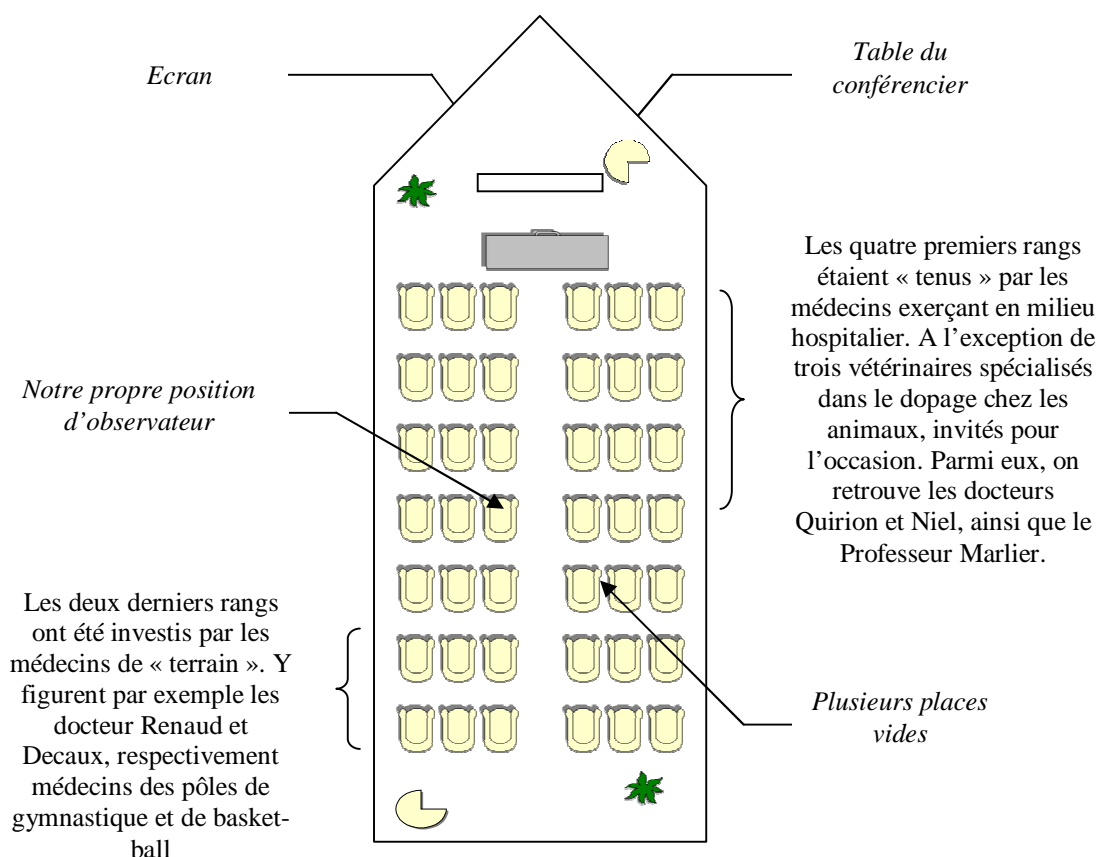 Ecran
Table du
conférencier
Les quatre premiers rangs
étaient « tenus » par les
médecins exerçant en milieu
hospitalier. A l’exception de
trois vétérinaires spécialisés
dans le dopage chez les
animaux, invités pour
l’occasion. Parmi eux, on
retrouve les docteurs
Quirion et Niel, ainsi que le
Professeur Marlier.
Notre propre position
d’observateur
Les deux derniers rangs
ont été investis par les
médecins de « terrain ». Y
figurent par exemple les
docteur Renaud et
Decaux, respectivement
médecins des pôles de
gymnastique et de basket-
ball
Plusieurs places
vides